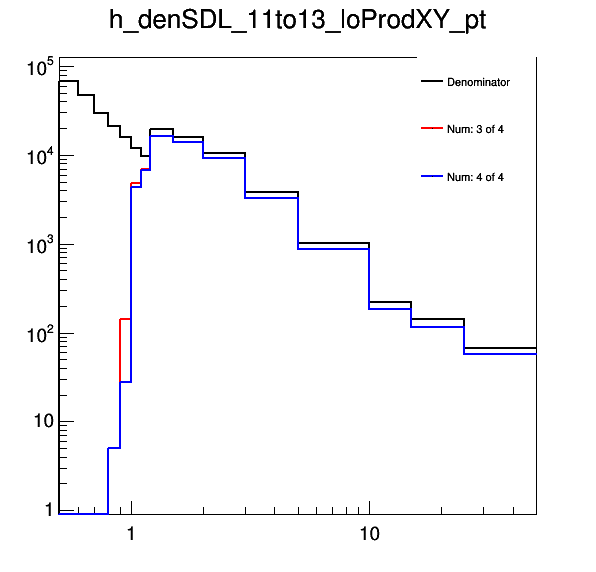 h_denSDL_11to13_loProdXY_pt
10^5
Denominator
Num: 3 of 4
10^4
Num: 4 of 4
10^3
10^2
10
1
1 10